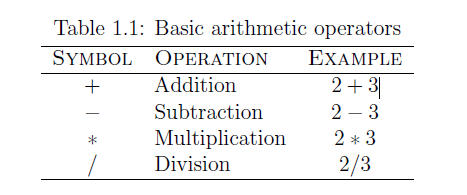 Table 1.1: Basic arithmetic operators
SYMBOL OPERATION EXAMPLE
+ Addition 2 + 3
− Subtraction 2 − 3
∗ Multiplication 2 ∗ 3
/ Division 2/3